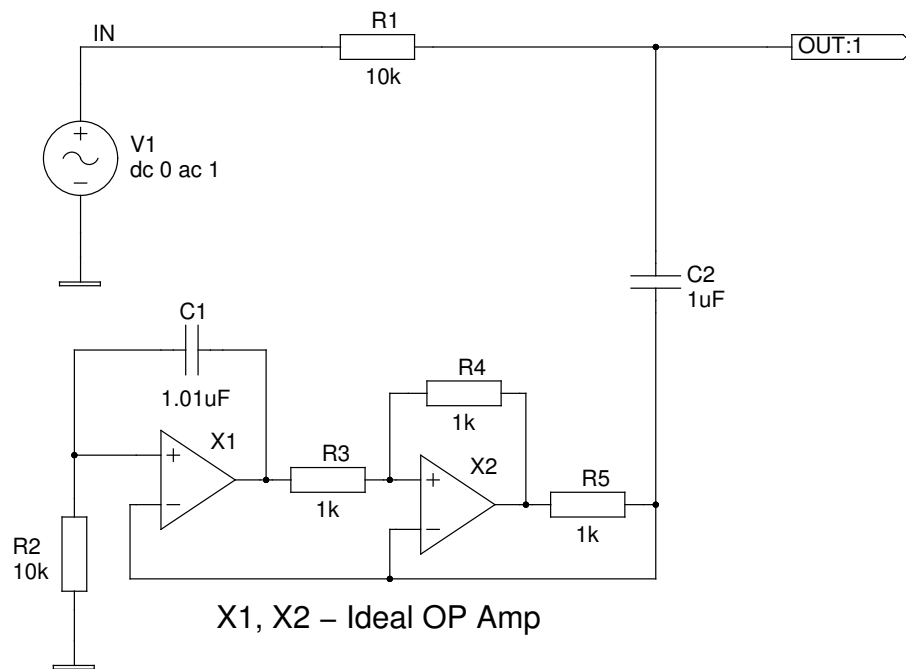 R1
IN
OUT:1
10k
+
V1
dc 0 ac 1
−
C2
1uF
C1
R4
1.01uF
1k
X1
+
R3
X2
+
R5
−
1k
−
1k
R2
10k
X1, X2 – Ideal OP Amp